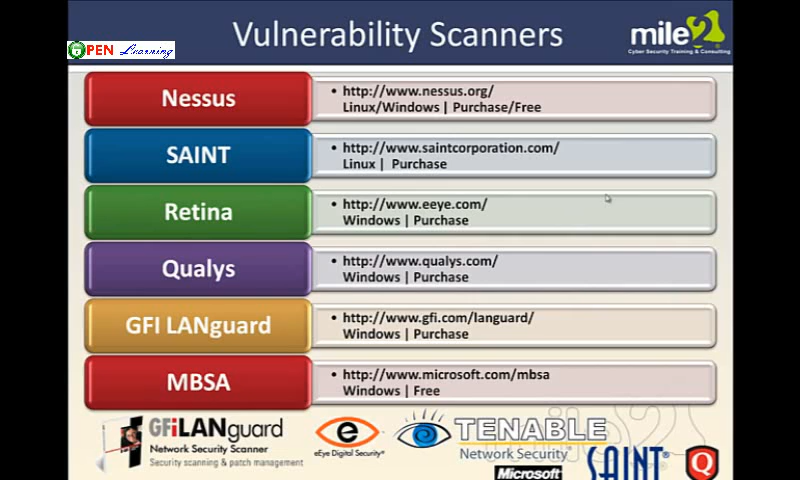 Vulnerability Scanners
OPEN Learning
mile2
Cyber Security Training & Consulting
Nessus
• http://www.nessus.org/
Linux/Windows | Purchase/Free
SAINT
• http://www.saintcorporation.com/
Linux | Purchase
Retina
• http://www.eeye.com/
Windows | Purchase
Qualys
• http://www.qualys.com/
Windows | Purchase
GFI LANguard
• http://www.gfi.com/languard/
Windows | Purchase
MBSA
• http://www.microsoft.com/mbsa
Windows | Free
GFiLANguard
Network Security Scanner
Security scanning & patch management
e
eEye Digital Security®
TENABLE
Network Security®
Microsoft
SAINT®
Q